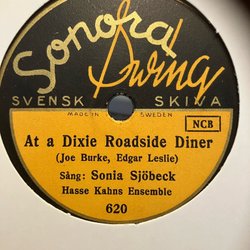 Sonora
Swing
SVENSK SKIVA
MADE IN SWEDEN
NCB
At a Dixie Roadside Diner
(Joe Burke, Edgar Leslie)
Sång: Sonia Sjöbeck
Hasse Kahns Ensemble
620